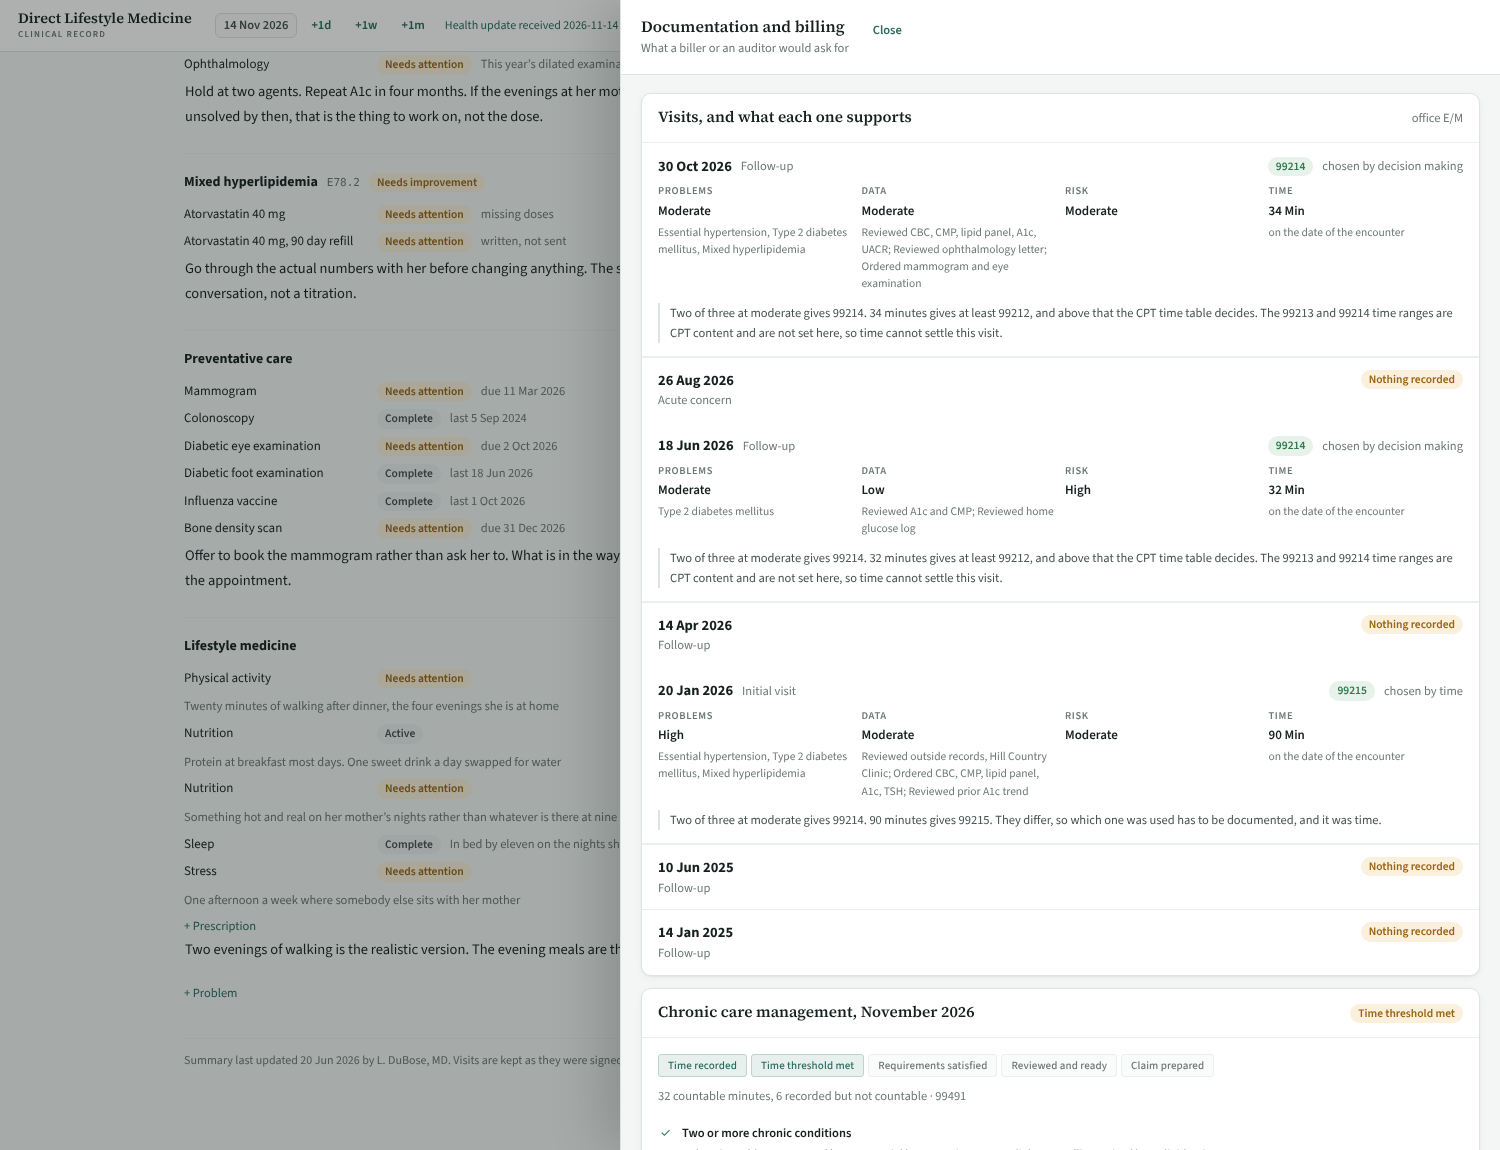 Direct Lifestyle Medicine
CLINICAL RECORD
14 Nov 2026 +1d +1w +1m Health update received 2026-11-14
Ophthalmology Needs attention This year's dilated examina
Hold at two agents. Repeat A1c in four months. If the evenings at her mot
unsolved by then, that is the thing to work on, not the dose.
Mixed hyperlipidemia E78.2 Needs improvement
Atorvastatin 40 mg Needs attention missing doses
Atorvastatin 40 mg, 90 day refill Needs attention written, not sent
Go through the actual numbers with her before changing anything. The s
conversation, not a titration.
Preventative care
Mammogram Needs attention due 11 Mar 2026
Colonoscopy Complete last 5 Sep 2024
Diabetic eye examination Needs attention due 2 Oct 2026
Diabetic foot examination Complete last 18 Jun 2026
Influenza vaccine Complete last 1 Oct 2026
Bone density scan Needs attention due 31 Dec 2026
Offer to book the mammogram rather than ask her to. What is in the way
the appointment.
Lifestyle medicine
Physical activity Needs attention
Twenty minutes of walking after dinner, the four evenings she is at home
Nutrition Active
Protein at breakfast most days. One sweet drink a day swapped for water
Nutrition Needs attention
Something hot and real on her mother's nights rather than whatever is there at nine
Sleep Complete In bed by eleven on the nights sh
Stress Needs attention
One afternoon a week where somebody else sits with her mother
+ Prescription
Two evenings of walking is the realistic version. The evening meals are th
+ Problem
Summary last updated 20 Jun 2026 by L. DuBose, MD. Visits are kept as they were signed
Documentation and billing Close
What a biller or an auditor would ask for
Visits, and what each one supports office E/M
30 Oct 2026 Follow-up 99214 chosen by decision making
PROBLEMS DATA RISK TIME
Moderate Moderate Moderate 34 Min
Essential hypertension, Type 2 diabetes Reviewed CBC, CMP, lipid panel, A1c, on the date of the encounter
mellitus, Mixed hyperlipidemia UACR; Reviewed ophthalmology letter;
Ordered mammogram and eye
examination
Two of three at moderate gives 99214. 34 minutes gives at least 99212, and above that the CPT time table decides. The 99213 and 99214 time ranges are
CPT content and are not set here, so time cannot settle this visit.
26 Aug 2026 Nothing recorded
Acute concern
18 Jun 2026 Follow-up 99214 chosen by decision making
PROBLEMS DATA RISK TIME
Moderate Low High 32 Min
Type 2 diabetes mellitus Reviewed A1c and CMP; Reviewed home on the date of the encounter
glucose log
Two of three at moderate gives 99214. 32 minutes gives at least 99212, and above that the CPT time table decides. The 99213 and 99214 time ranges are
CPT content and are not set here, so time cannot settle this visit.
14 Apr 2026 Nothing recorded
Follow-up
20 Jan 2026 Initial visit 99215 chosen by time
PROBLEMS DATA RISK TIME
High Moderate Moderate 90 Min
Essential hypertension, Type 2 diabetes Reviewed outside records, Hill Country on the date of the encounter
mellitus, Mixed hyperlipidemia Clinic; Ordered CBC, CMP, lipid panel,
A1c, TSH; Reviewed prior A1c trend
Two of three at moderate gives 99214. 90 minutes gives 99215. They differ, so which one was used has to be documented, and it was time.
10 Jun 2025 Nothing recorded
Follow-up
14 Jan 2025 Nothing recorded
Follow-up
Chronic care management, November 2026 Time threshold met
Time recorded Time threshold met Requirements satisfied Reviewed and ready Claim prepared
32 countable minutes, 6 recorded but not countable · 99491
✓ Two or more chronic conditions